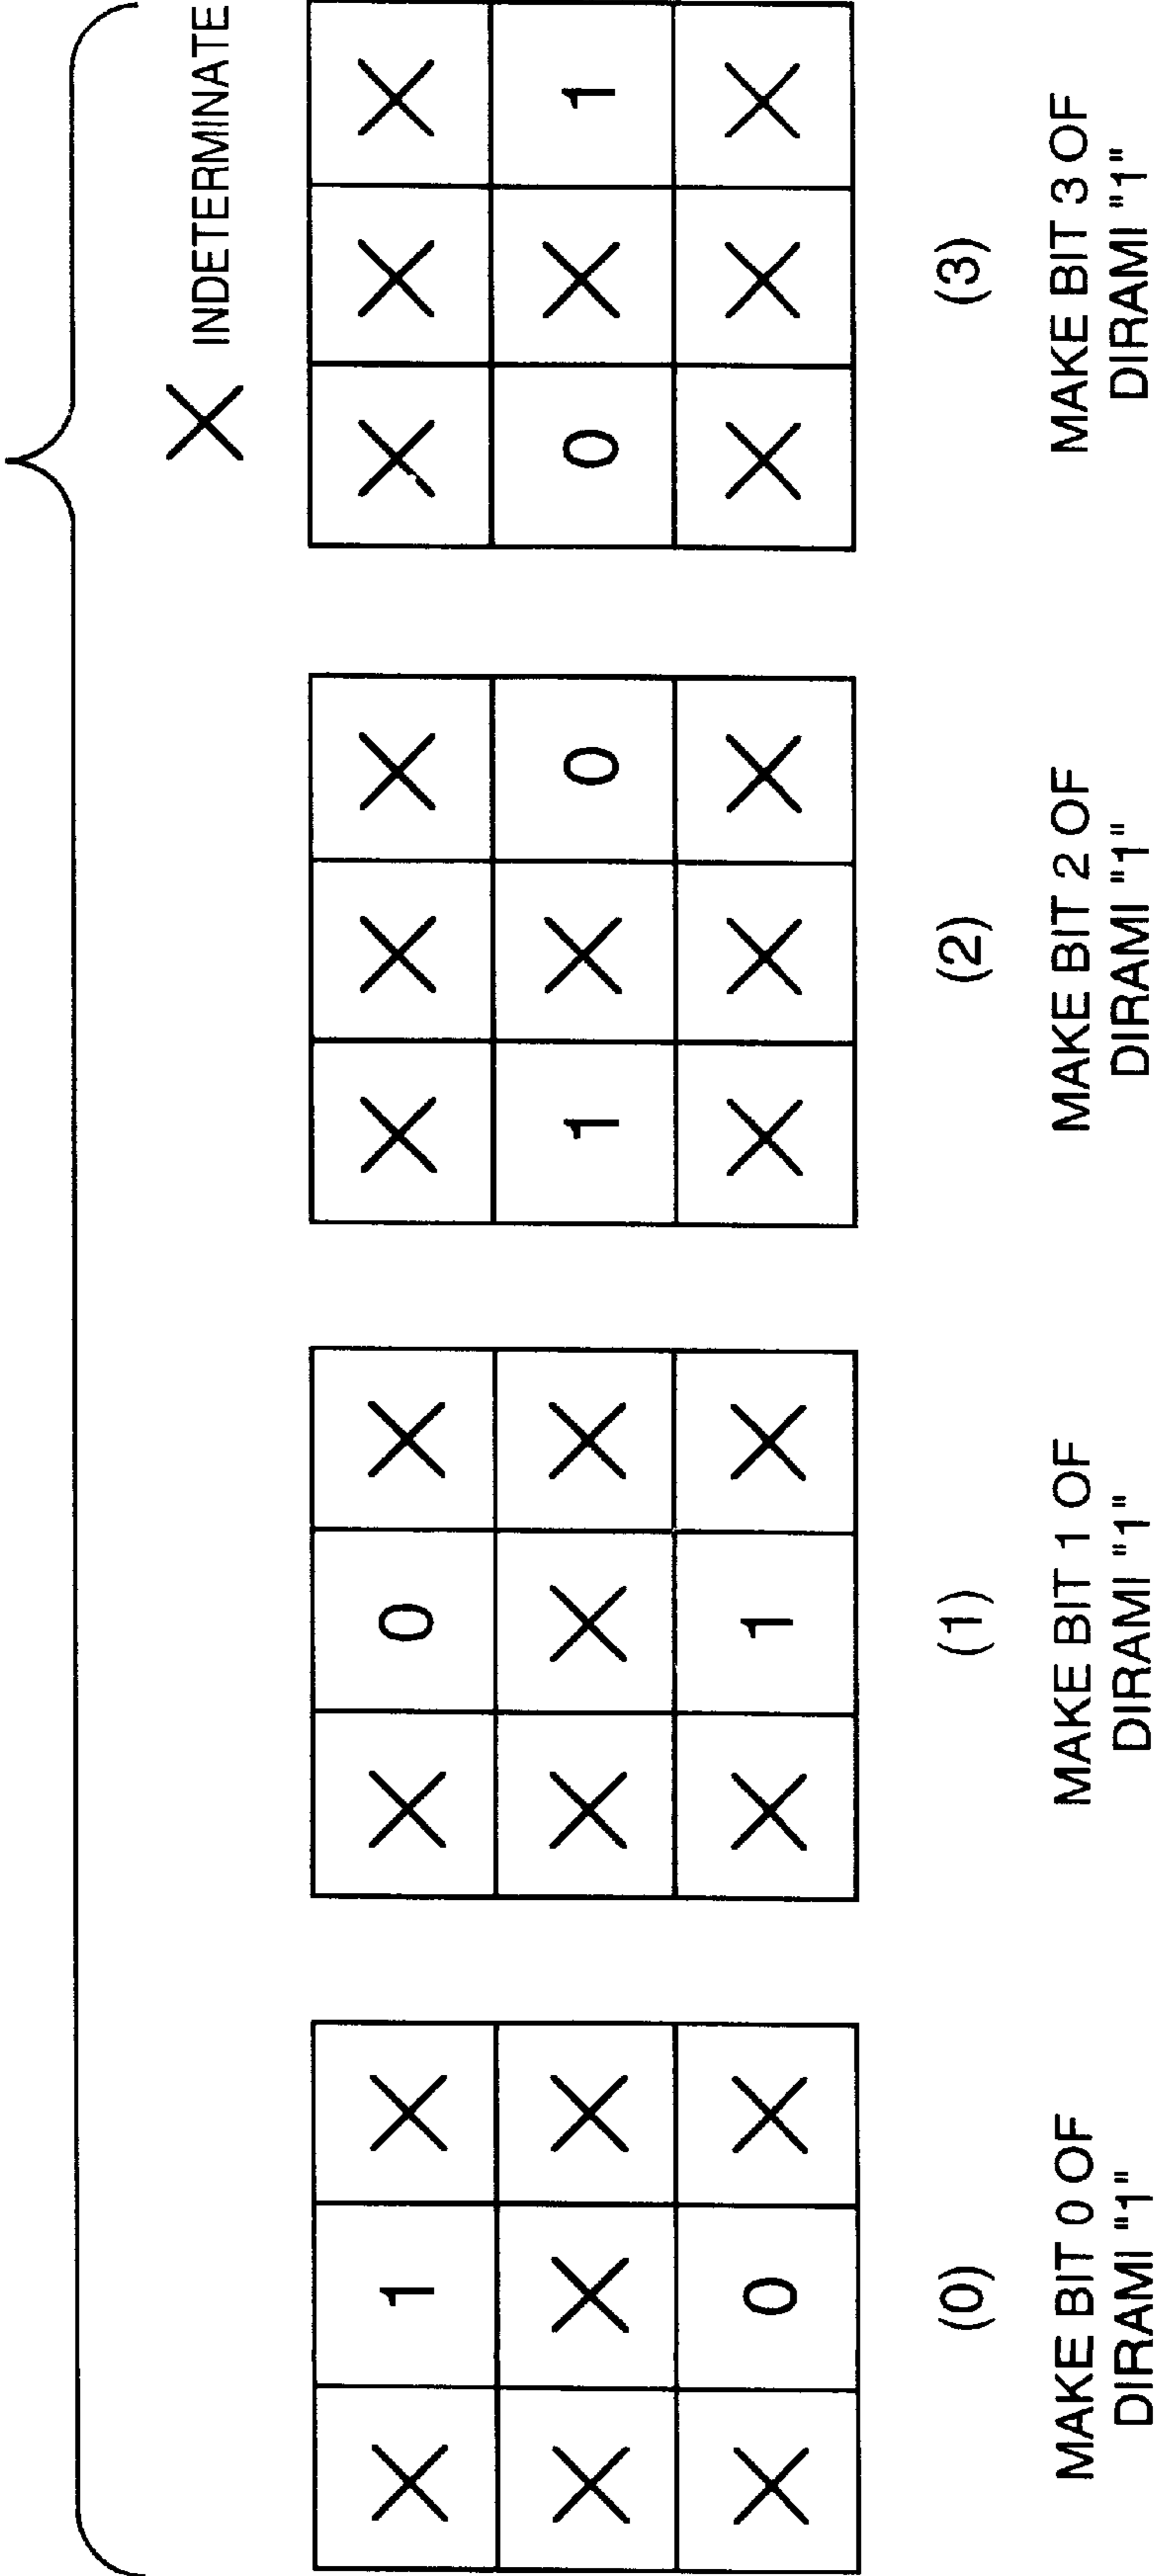 X INDETERMINATE
X 1 X X 0 X X X X X X X
X X X X X X 1 X 0 0 X 1
X 0 X X 1 X X X X X X X
(0) (1) (2) (3)
MAKE BIT 0 OF MAKE BIT 1 OF MAKE BIT 2 OF MAKE BIT 3 OF
DIRAMI "1" DIRAMI "1" DIRAMI "1" DIRAMI "1"